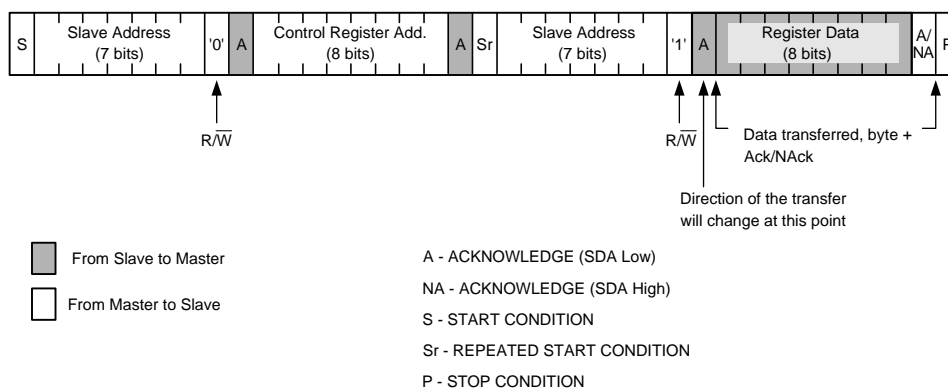 S Slave Address (7 bits) '0' A Control Register Add. (8 bits) A Sr Slave Address (7 bits) '1' A Register Data (8 bits) A/NA P
R/W̅ R/W̅ Data transferred, byte +
Ack/NAck
Direction of the transfer
will change at this point
From Slave to Master
From Master to Slave
A - ACKNOWLEDGE (SDA Low)
NA - ACKNOWLEDGE (SDA High)
S - START CONDITION
Sr - REPEATED START CONDITION
P - STOP CONDITION